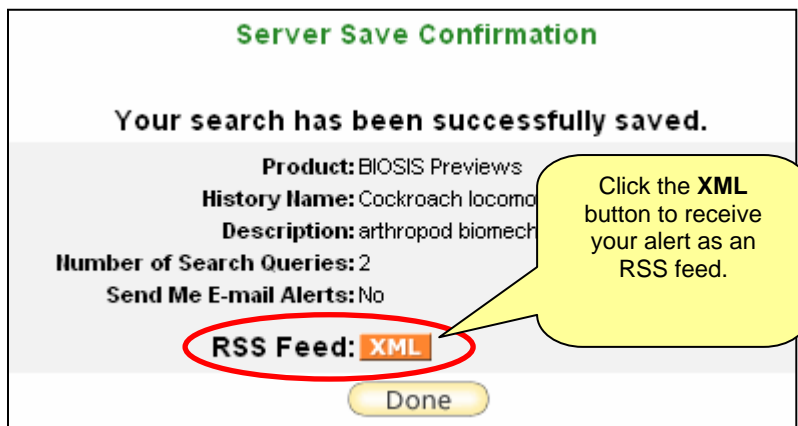 Server Save Confirmation
Your search has been successfully saved.
Product: BIOSIS Previews
History Name: Cockroach
Description: arthropod
Number of Search Queries: 2
Send Me E-mail Alerts: No
RSS Feed: XML
Done
Click the XML
button to receive
your alert as an
RSS feed.